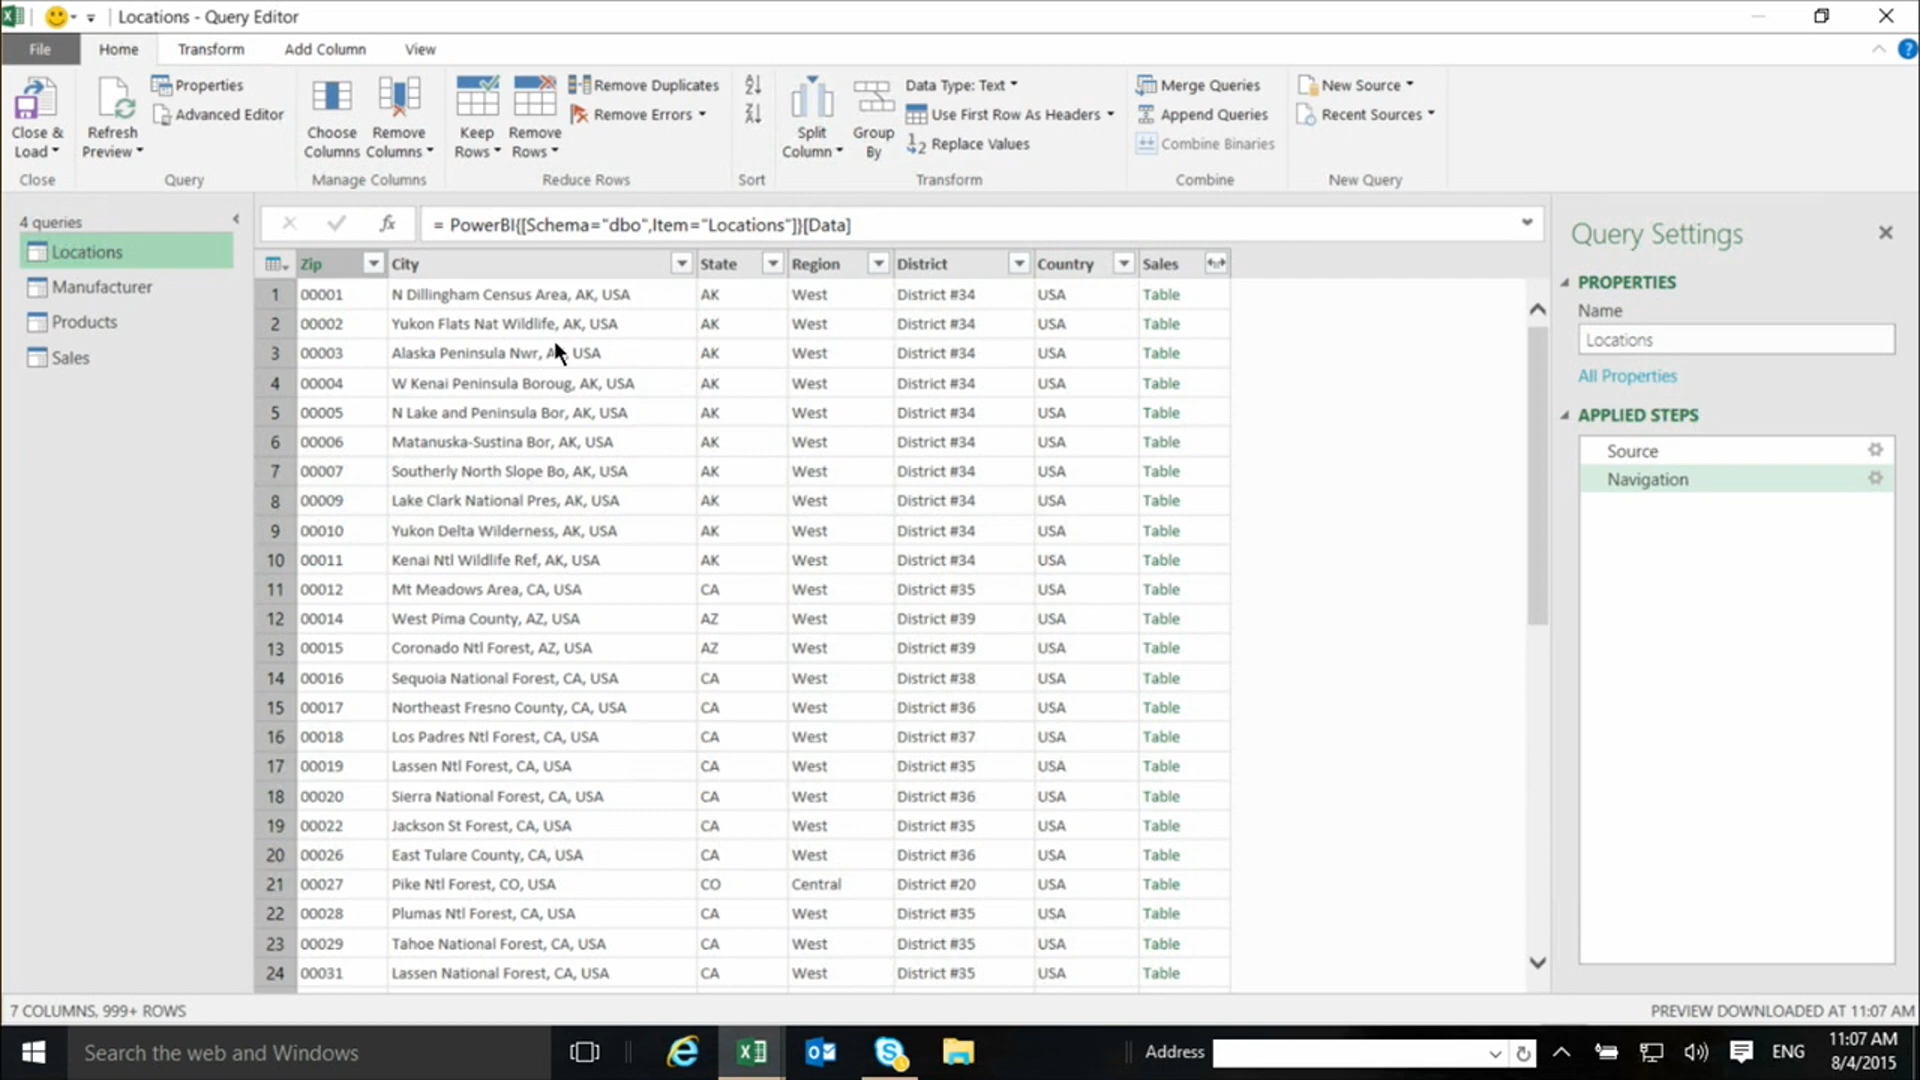 Locations - Query Editor
File Home Transform Add Column View
Close & Load
Close
Refresh Preview
Properties
Advanced Editor
Query
Choose Columns
Remove Columns
Manage Columns
Keep Rows
Remove Rows
Remove Duplicates
Remove Errors
Reduce Rows
Sort
Split Column
Group By
Data Type: Text
Use First Row As Headers
Replace Values
Transform
Merge Queries
Append Queries
Combine Binaries
Combine
New Source
Recent Sources
New Query
4 queries
Locations
Manufacturer
Products
Sales
fx = PowerBI{[Schema="dbo",Item="Locations"]}[Data]
Zip City State Region District Country Sales
1 00001 N Dillingham Census Area, AK, USA AK West District #34 USA Table
2 00002 Yukon Flats Nat Wildlife, AK, USA AK West District #34 USA Table
3 00003 Alaska Peninsula Nwr, USA AK West District #34 USA Table
4 00004 W Kenai Peninsula Boroug, AK, USA AK West District #34 USA Table
5 00005 N Lake and Peninsula Bor, AK, USA AK West District #34 USA Table
6 00006 Matanuska-Sustina Bor, AK, USA AK West District #34 USA Table
7 00007 Southerly North Slope Bo, AK, USA AK West District #34 USA Table
8 00009 Lake Clark National Pres, AK, USA AK West District #34 USA Table
9 00010 Yukon Delta Wilderness, AK, USA AK West District #34 USA Table
10 00011 Kenai Ntl Wildlife Ref, AK, USA AK West District #34 USA Table
11 00012 Mt Meadows Area, CA, USA CA West District #35 USA Table
12 00014 West Pima County, AZ, USA AZ West District #39 USA Table
13 00015 Coronado Ntl Forest, AZ, USA AZ West District #39 USA Table
14 00016 Sequoia National Forest, CA, USA CA West District #38 USA Table
15 00017 Northeast Fresno County, CA, USA CA West District #36 USA Table
16 00018 Los Padres Ntl Forest, CA, USA CA West District #37 USA Table
17 00019 Lassen Ntl Forest, CA, USA CA West District #35 USA Table
18 00020 Sierra National Forest, CA, USA CA West District #36 USA Table
19 00022 Jackson St Forest, CA, USA CA West District #35 USA Table
20 00026 East Tulare County, CA, USA CA West District #36 USA Table
21 00027 Pike Ntl Forest, CO, USA CO Central District #20 USA Table
22 00028 Plumas Ntl Forest, CA, USA CA West District #35 USA Table
23 00029 Tahoe National Forest, CA, USA CA West District #35 USA Table
24 00031 Lassen National Forest, CA, USA CA West District #35 USA Table
Query Settings
PROPERTIES
Name
Locations
All Properties
APPLIED STEPS
Source
Navigation
7 COLUMNS, 999+ ROWS PREVIEW DOWNLOADED AT 11:07 AM
Search the web and Windows
Address
ENG
11:07 AM
8/4/2015